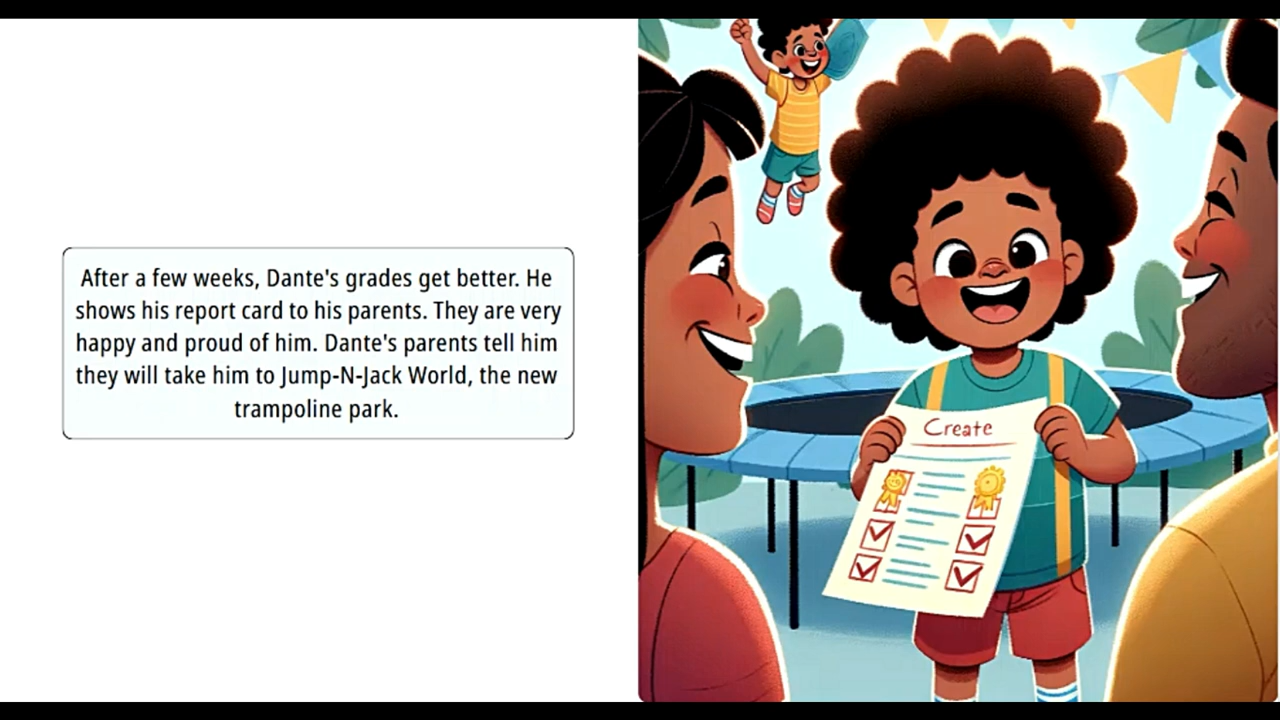 After a few weeks, Dante's grades get better. He
shows his report card to his parents. They are very
happy and proud of him. Dante's parents tell him
they will take him to Jump-N-Jack World, the new
trampoline park.
Create